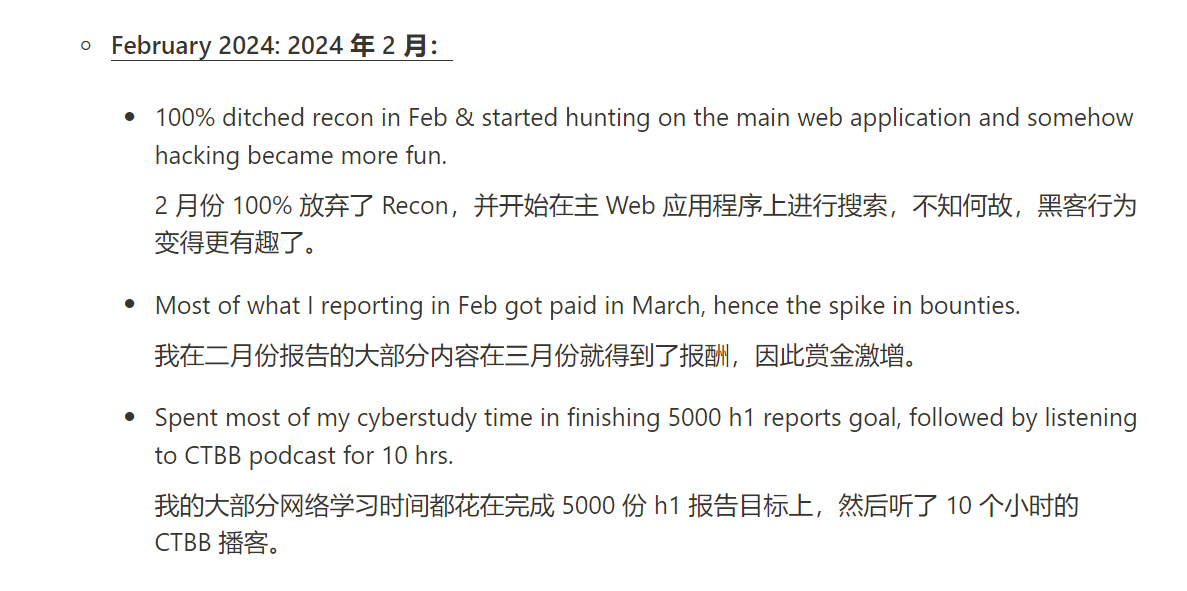 February 2024: 2024 年 2 月：
100% ditched recon in Feb & started hunting on the main web application and somehow
hacking became more fun.
2 月份 100% 放弃了 Recon，并开始在主 Web 应用程序上进行搜索，不知何故，黑客行为
变得更有趣了。
Most of what I reporting in Feb got paid in March, hence the spike in bounties.
我在二月份报告的大部分内容在三月份就得到了报酬，因此赏金激增。
Spent most of my cyberstudy time in finishing 5000 h1 reports goal, followed by listening
to CTBB podcast for 10 hrs.
我的大部分网络学习时间都花在完成 5000 份 h1 报告目标上，然后听了 10 个小时的
CTBB 播客。